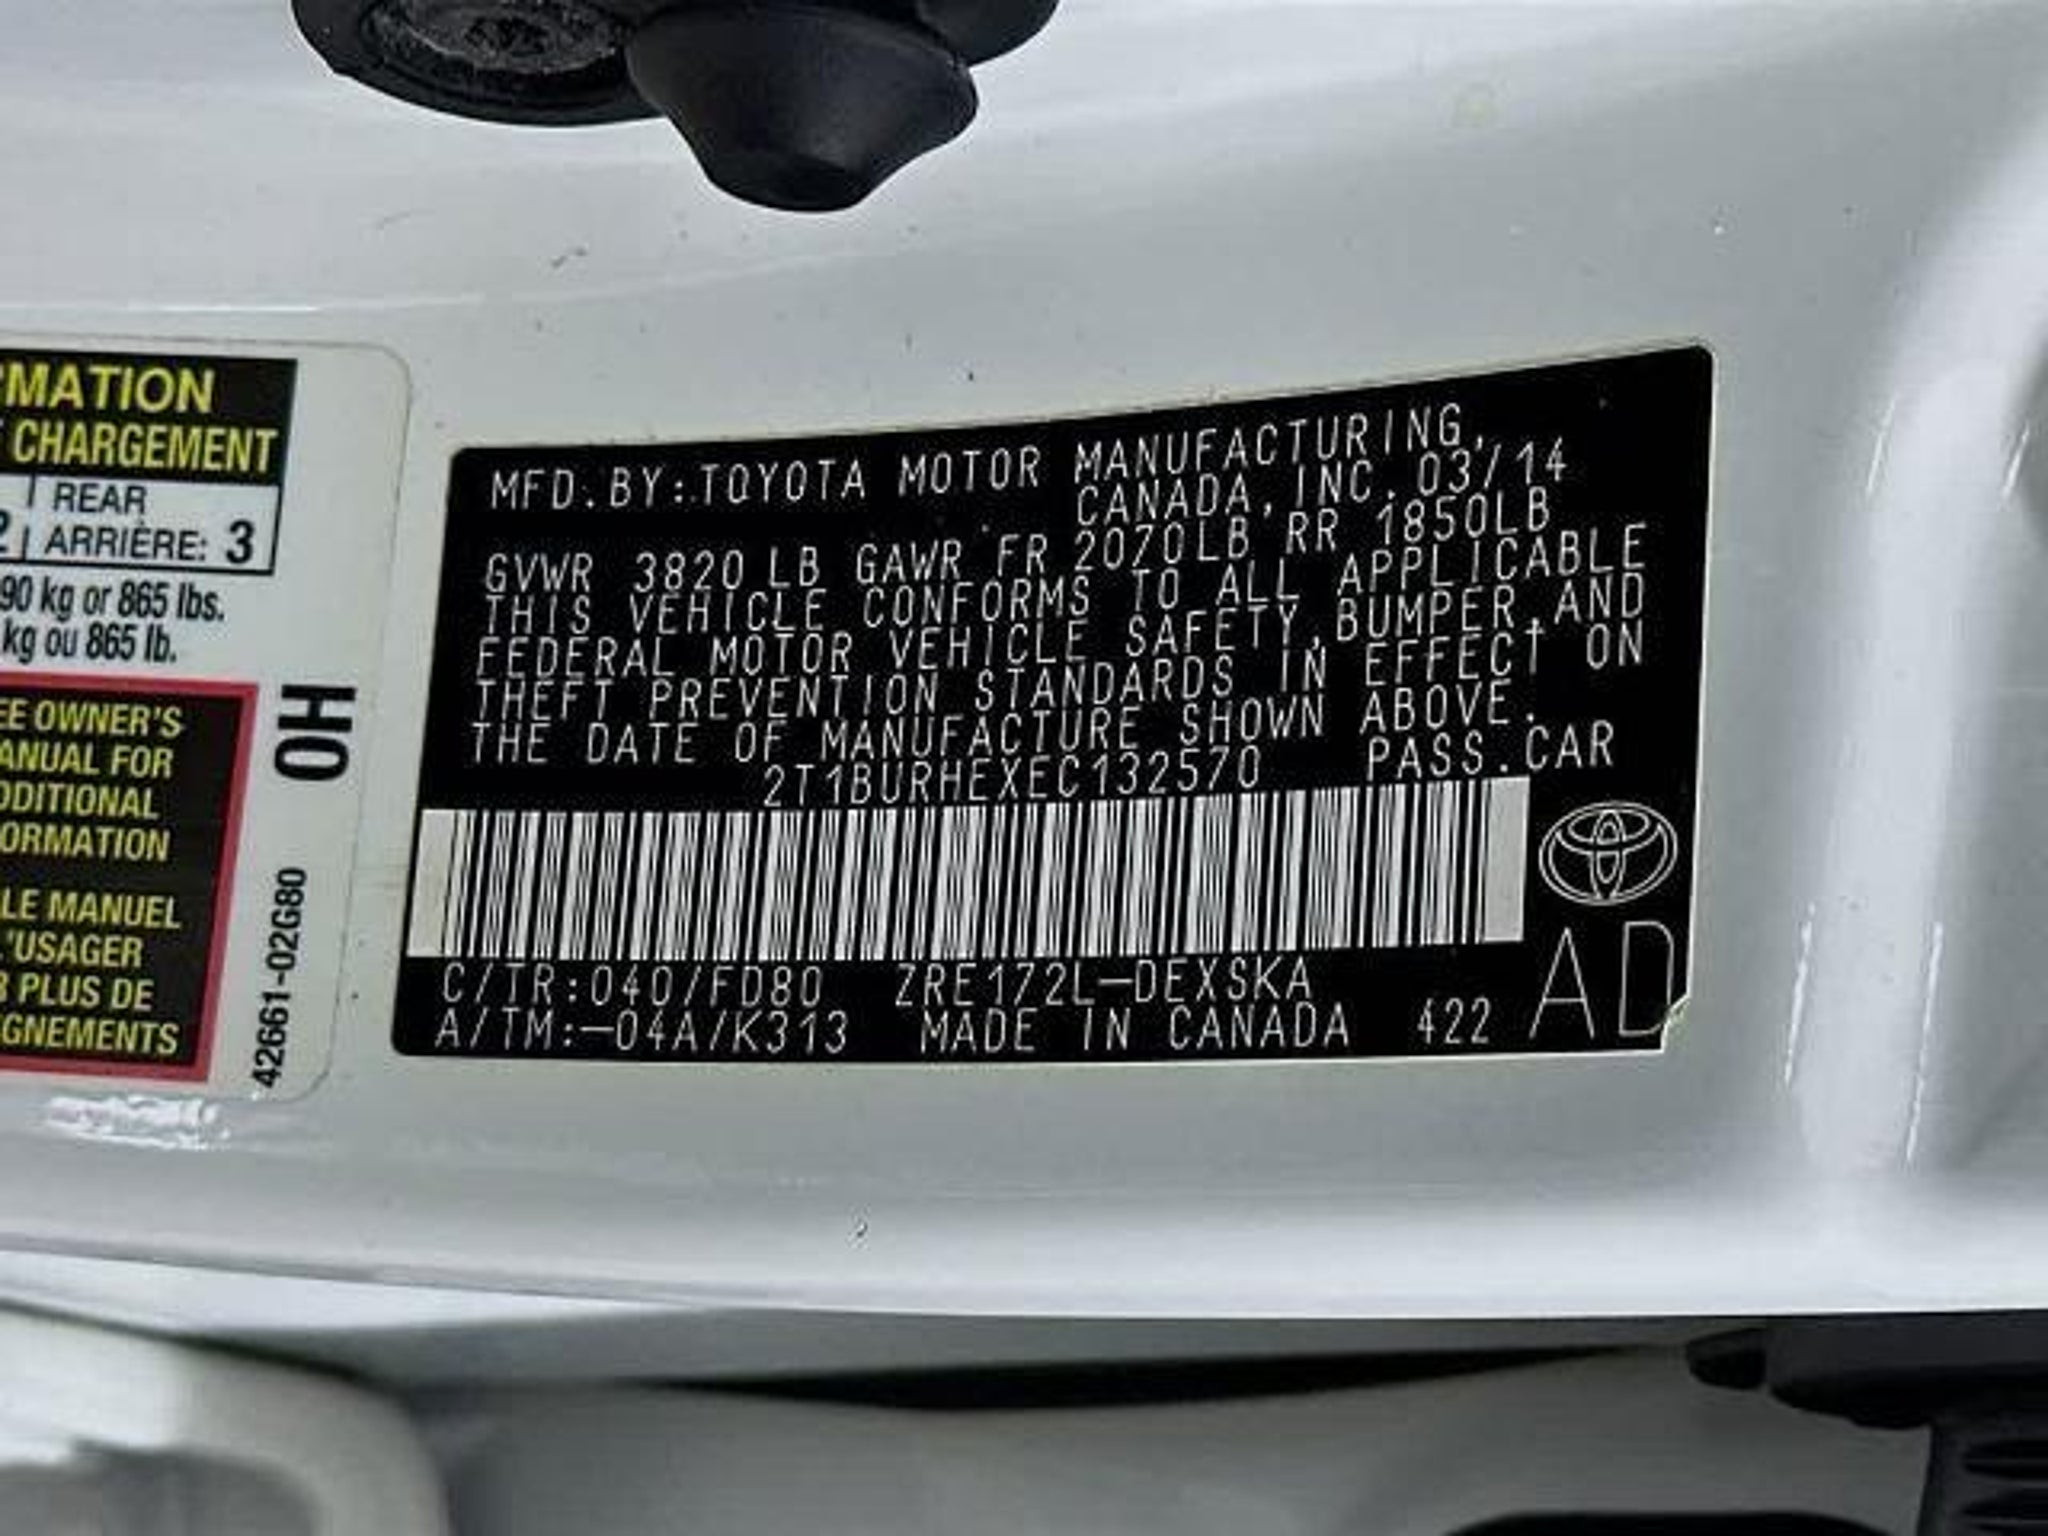 RMATION
CHARGEMENT
REAR
2 ARRIÈRE: 3
90 kg or 865 lbs.
kg ou 865 lb.
EE OWNER'S
ANUAL FOR
DDITIONAL
ORMATION
LE MANUEL
L'USAGER
PLUS DE
GNEMENTS
0H
42661-02G80
MFD. BY: TOYOTA MOTOR MANUFACTURING,
CANADA, INC. 03/14
GVWR 3820 LB GAWR FR 2070LB RR 1850LB
THIS VEHICLE CONFORMS TO ALL APPLICABLE
FEDERAL MOTOR VEHICLE SAFETY, BUMPER, AND
THEFT PREVENTION STANDARDS IN EFFECT ON
THE DATE OF MANUFACTURE SHOWN ABOVE.
2T1BURHEXEC132570 PASS. CAR
C/TR:040/FD80 ZRE172L-DEXSKA
A/TM:-04A/K313 MADE IN CANADA 422
AD